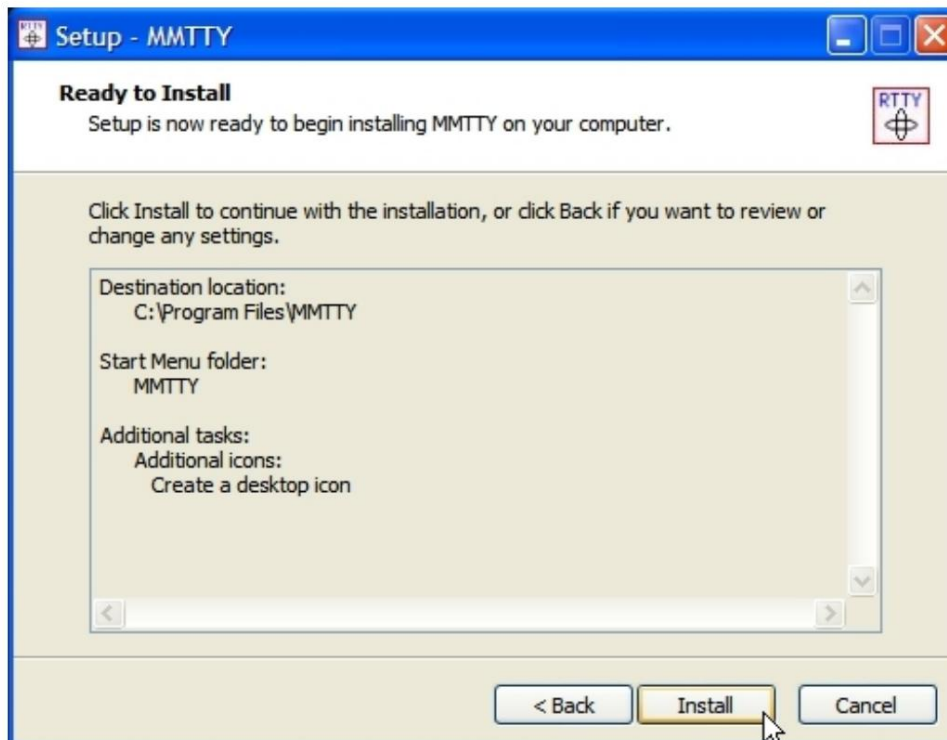 Setup - MMTTY
Ready to Install
Setup is now ready to begin installing MMTTY on your computer.
RTTY
Click Install to continue with the installation, or click Back if you want to review or
change any settings.
Destination location:
C:\Program Files\MMTTY
Start Menu folder:
MMTTY
Additional tasks:
Additional icons:
Create a desktop icon
< Back
Install
Cancel